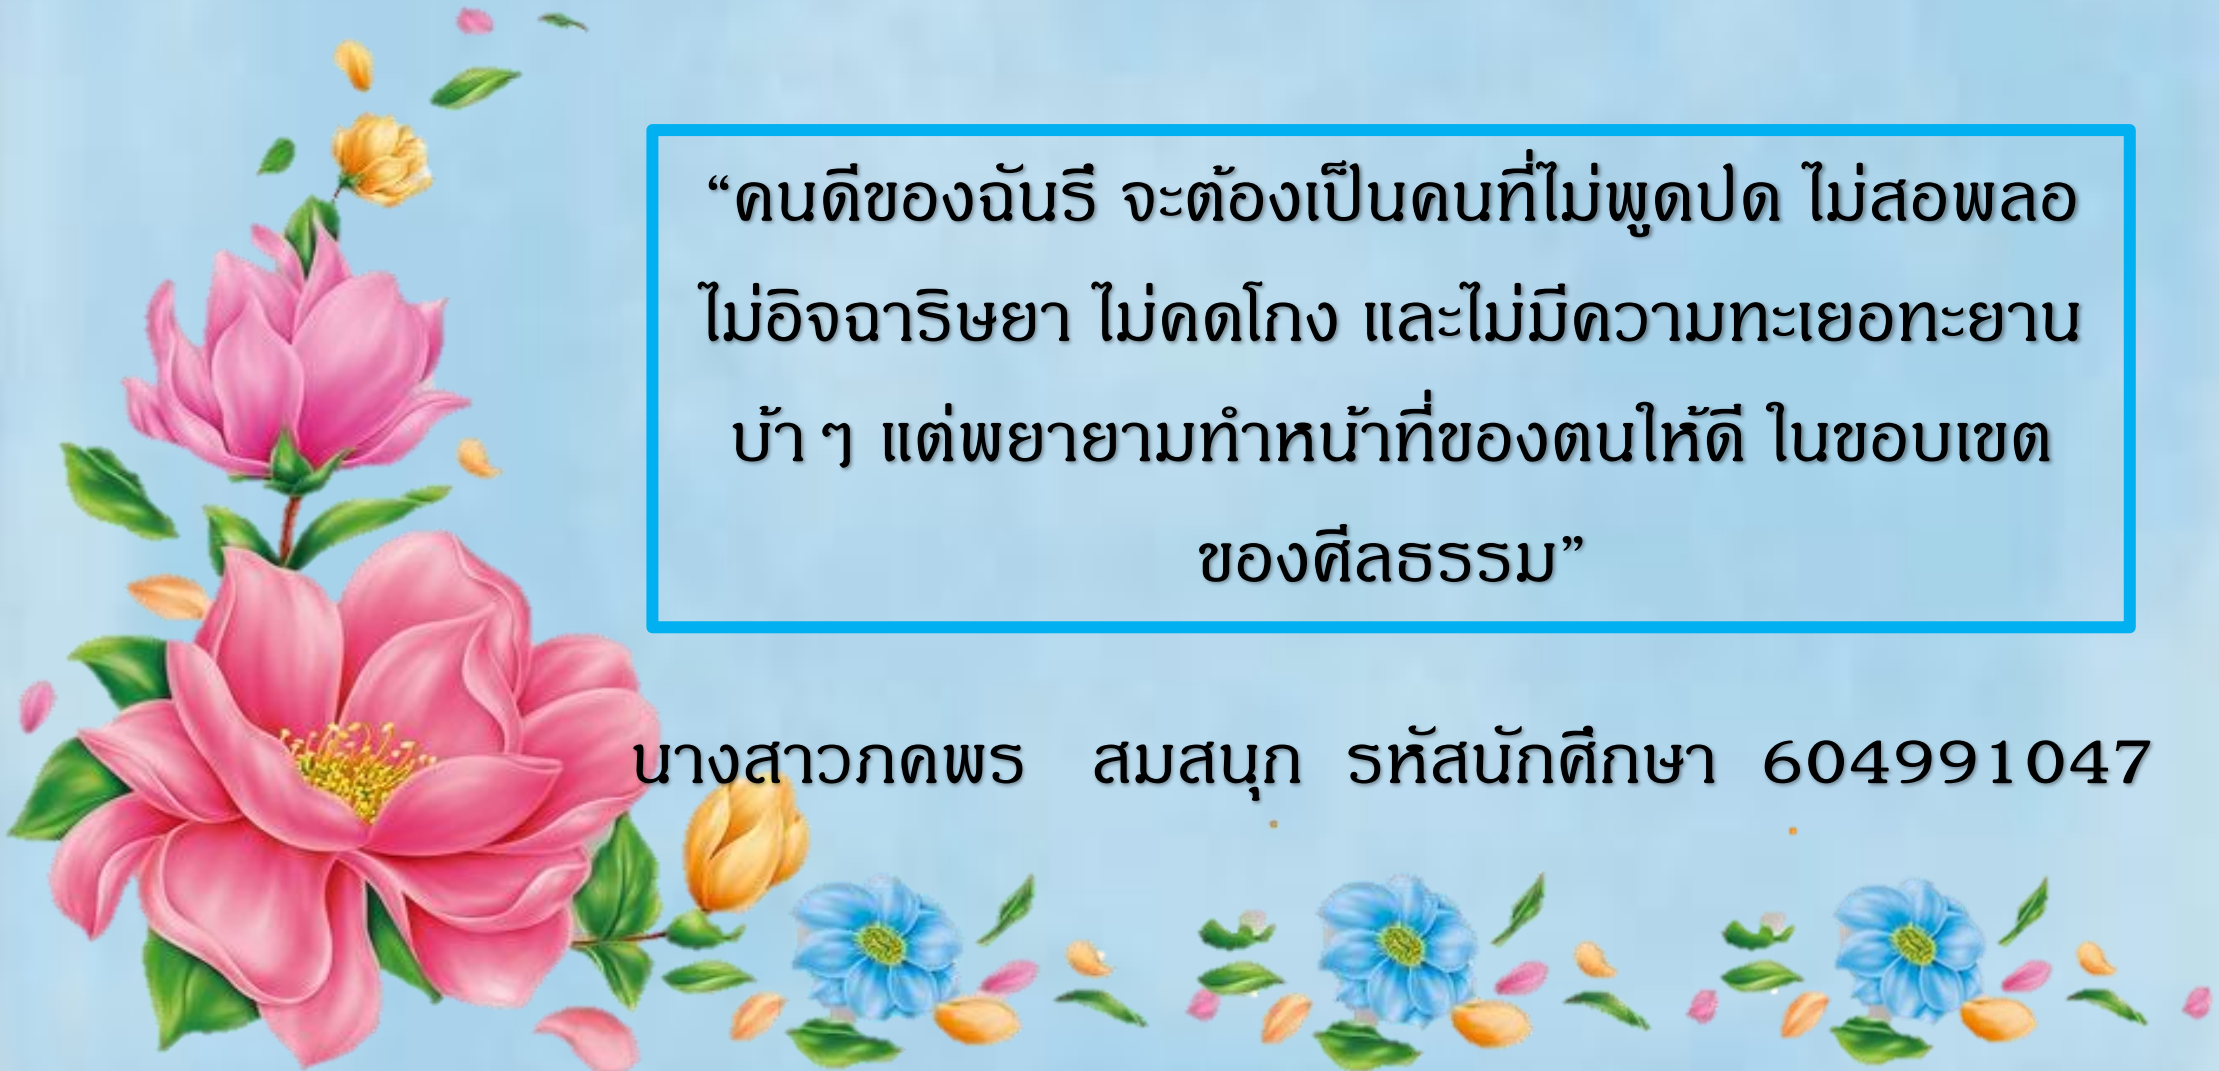 “คนดีของฉันรึ จะต้องเป็นคนที่ไม่พูดปด ไม่สอพลอ
ไม่อิจฉาริษยา ไม่คดโกง และไม่มีความทะเยอทะยาน
บ้า ๆ แต่พยายามทำหน้าที่ของตนให้ดี ในขอบเขต
ของศีลธรรม”
นางสาวภคพร สมสนุก รหัสนักศึกษา 604991047